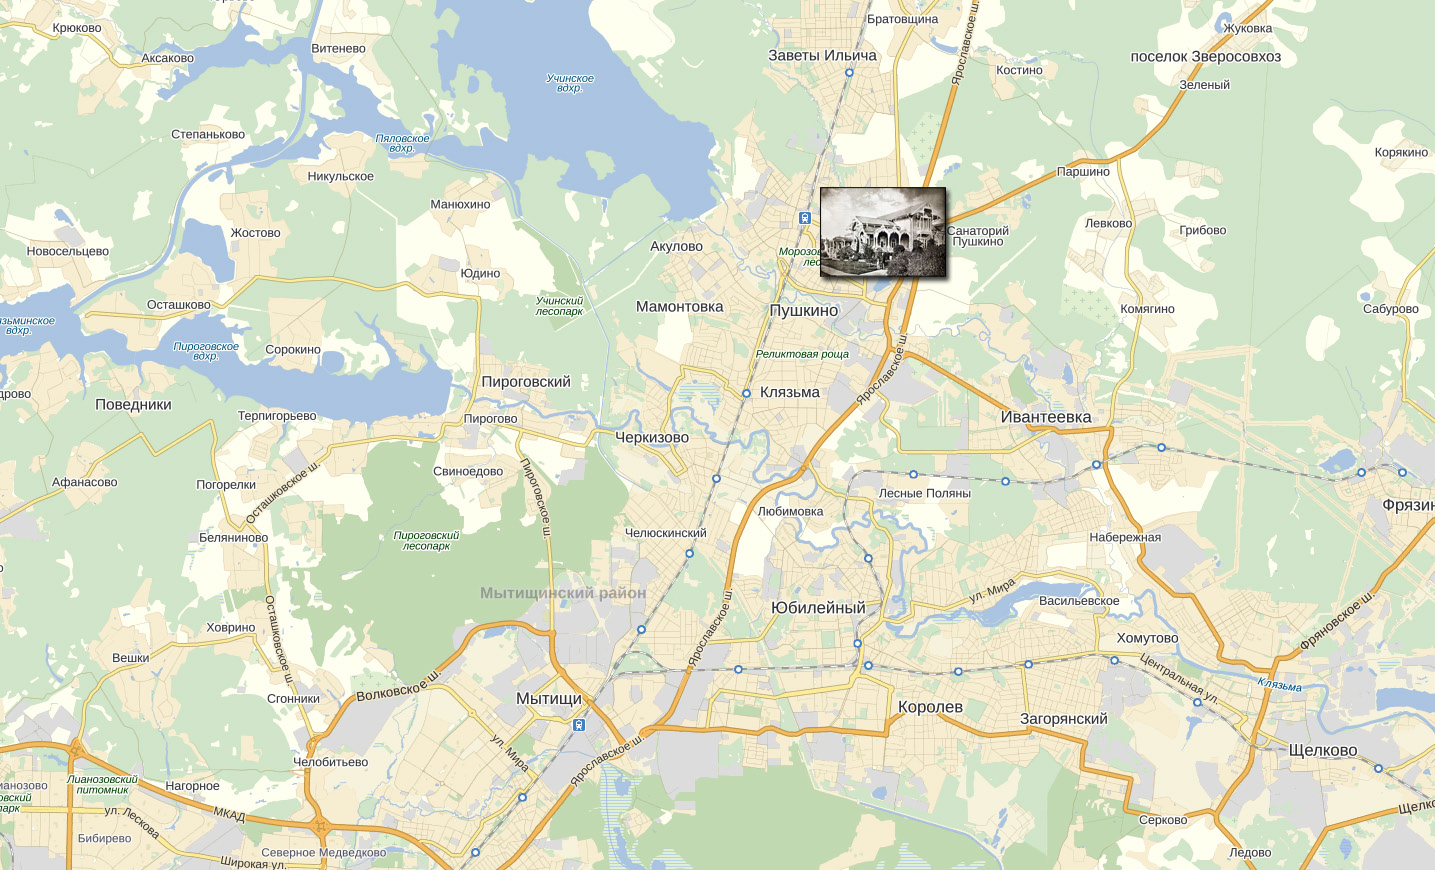 Крюково
Аксаково
Витенево
Учинское
вдхр.
Заветы Ильича
Братовщина
Ярославское ш.
Костино
Жуковка
поселок Зверосовхоз
Зеленый
Степаньково
Пяловское
вдхр.
Никульское
Манюхино
Корякино
Паршино
Жостово
Новосельцево
Акулово
Санаторий
Пушкино
Левково
Грибово
Юдино
Осташково
Учинский
лесопарк
Мамонтовка
Пушкино
Комягино
Сабурово
вдхр.
Пироговское
вдхр.
Сорокино
Реликтовая роща
Ярославское ш.
Пироговский
Клязьма
Поведники
Терпигорьево
Пирогово
Черкизово
Ивантеевка
Осташковское ш.
Пироговское ш.
Свиноедово
Афанасово
Погорелки
Лесные Поляны
Любимовка
Беляниново
Пироговский
лесопарк
Челюскинский
Набережная
Мытищинский район
ул. Мира
Васильевское
Юбилейный
Фряновское ш.
Ховрино
Осташковское ш.
Ярославское ш.
Хомутово
Вешки
Волковское ш.
Центральная ул.
Клязьма
Сгонники
Мытищи
Королев
Загорянский
ул. Мира
Ярославское ш.
Щелково
Челобитьево
Лианозовский
питомник
Нагорное
МКАД
ул. Лескова
Бибирево
Северное Медведково
Широкая ул.
Серково
Ледово